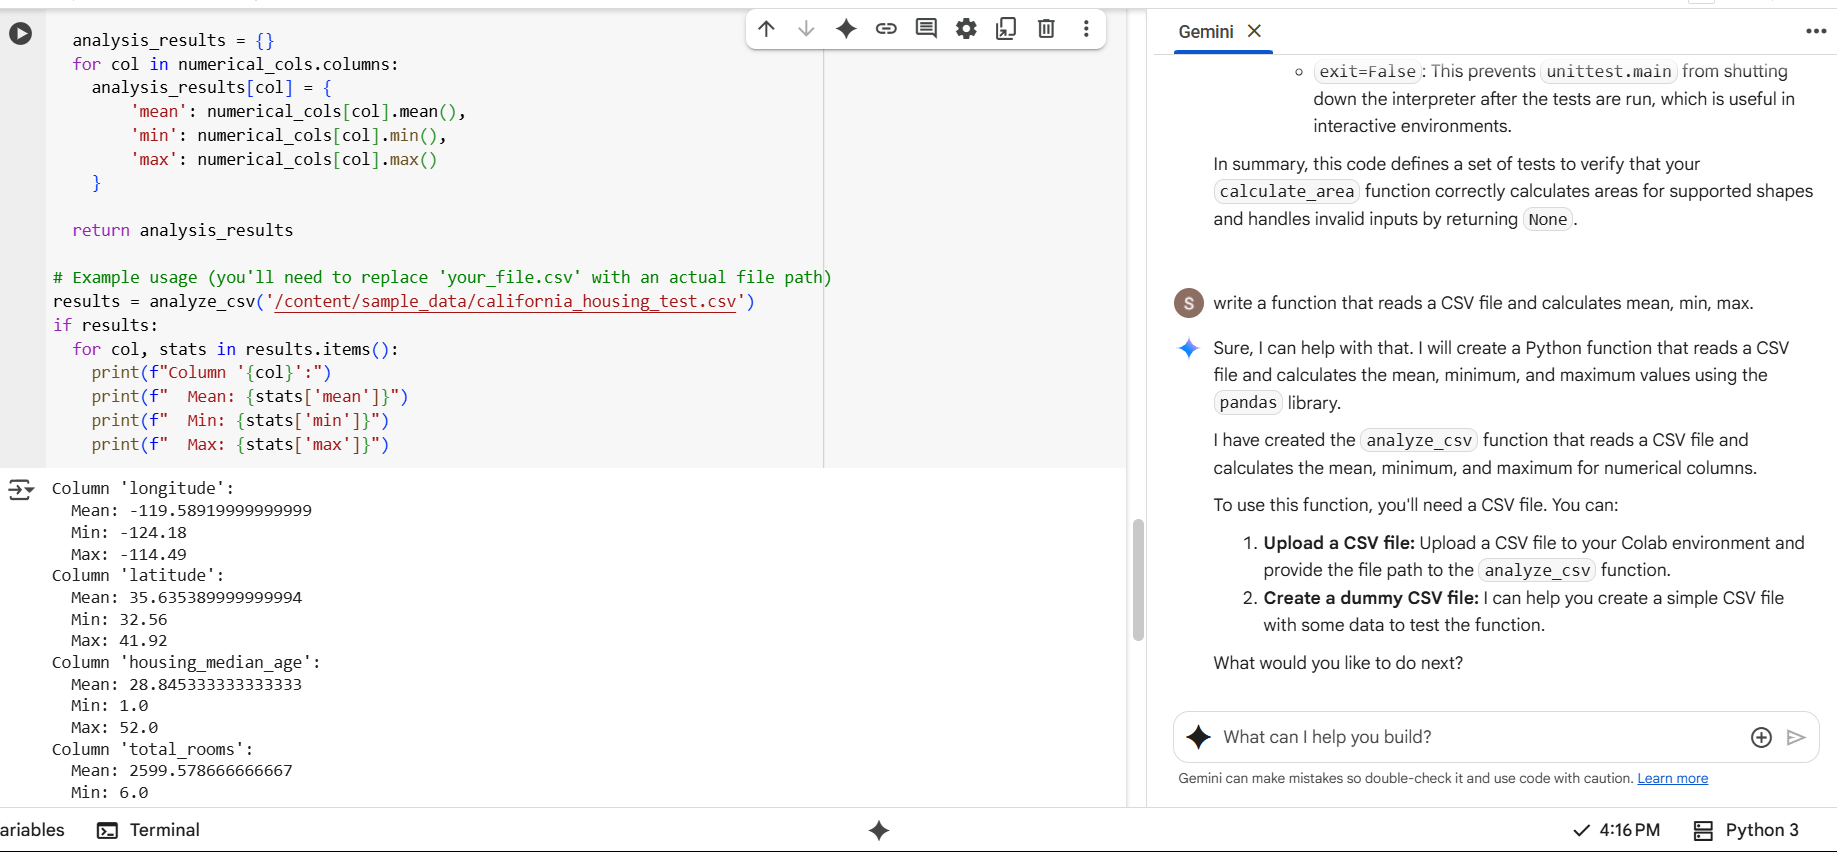 analysis_results = {}
for col in numerical_cols.columns:
analysis_results[col] = {
'mean': numerical_cols[col].mean(),
'min': numerical_cols[col].min(),
'max': numerical_cols[col].max()
}
return analysis_results
# Example usage (you'll need to replace 'your_file.csv' with an actual file path)
results = analyze_csv('/content/sample_data/california_housing_test.csv')
if results:
for col, stats in results.items():
print(f"Column '{col}':")
print(f"  Mean: {stats['mean']}")
print(f"  Min: {stats['min']}")
print(f"  Max: {stats['max']}")
Column 'longitude':
Mean: -119.58919999999999
Min: -124.18
Max: -114.49
Column 'latitude':
Mean: 35.635389999999994
Min: 32.56
Max: 41.92
Column 'housing_median_age':
Mean: 28.845333333333333
Min: 1.0
Max: 52.0
Column 'total_rooms':
Mean: 2599.578666666667
Min: 6.0
Gemini
exit=False: This prevents unittest.main from shutting
down the interpreter after the tests are run, which is useful in
interactive environments.
In summary, this code defines a set of tests to verify that your
calculate_area function correctly calculates areas for supported shapes
and handles invalid inputs by returning None.
S
write a function that reads a CSV file and calculates mean, min, max.
Sure, I can help with that. I will create a Python function that reads a CSV
file and calculates the mean, minimum, and maximum values using the
pandas library.
I have created the analyze_csv function that reads a CSV file and
calculates the mean, minimum, and maximum for numerical columns.
To use this function, you'll need a CSV file. You can:
1. Upload a CSV file: Upload a CSV file to your Colab environment and
provide the file path to the analyze_csv function.
2. Create a dummy CSV file: I can help you create a simple CSV file
with some data to test the function.
What would you like to do next?
What can I help you build?
Gemini can make mistakes so double-check it and use code with caution. Learn more
ariables
Terminal
4:16 PM
Python 3